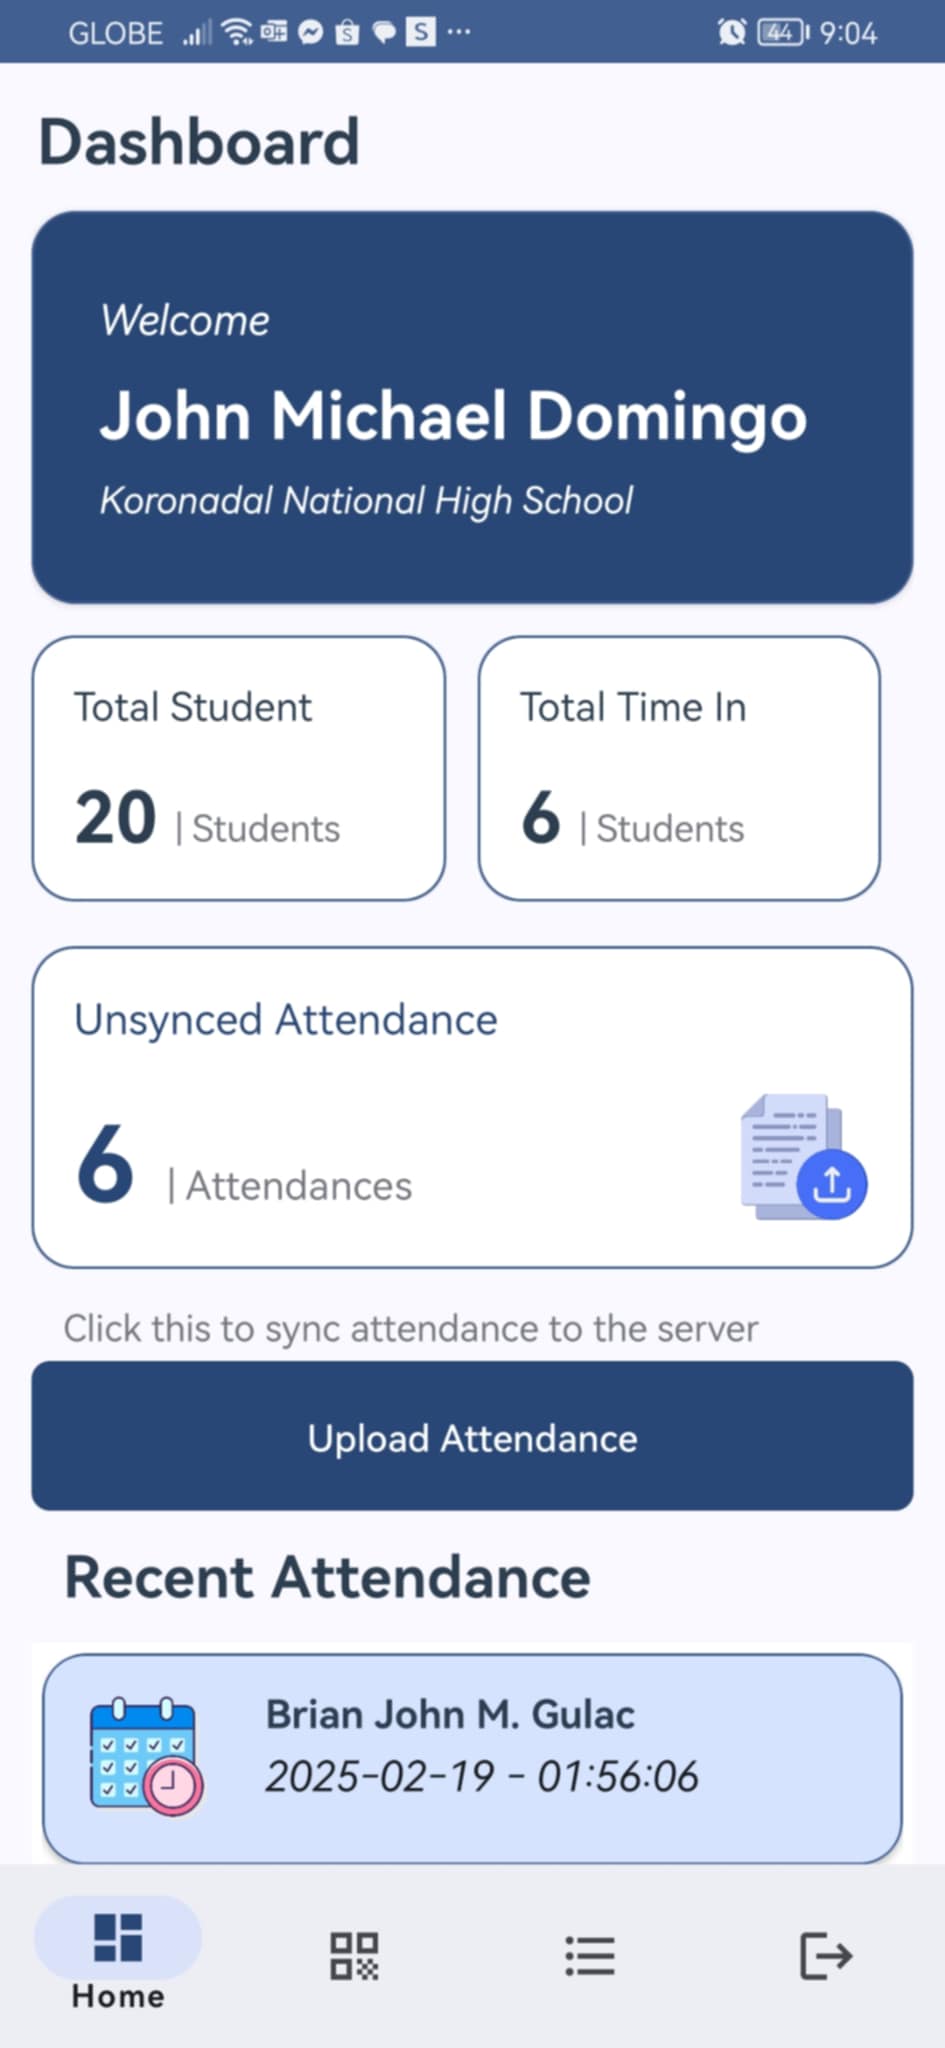 GLOBE S S ... 44 9:04
Dashboard
Welcome
John Michael Domingo
Koronadal National High School
Total Student
20 | Students
Total Time In
6 | Students
Unsynced Attendance
6 | Attendances
Click this to sync attendance to the server
Upload Attendance
Recent Attendance
Brian John M. Gulac
2025-02-19 - 01:56:06
Home